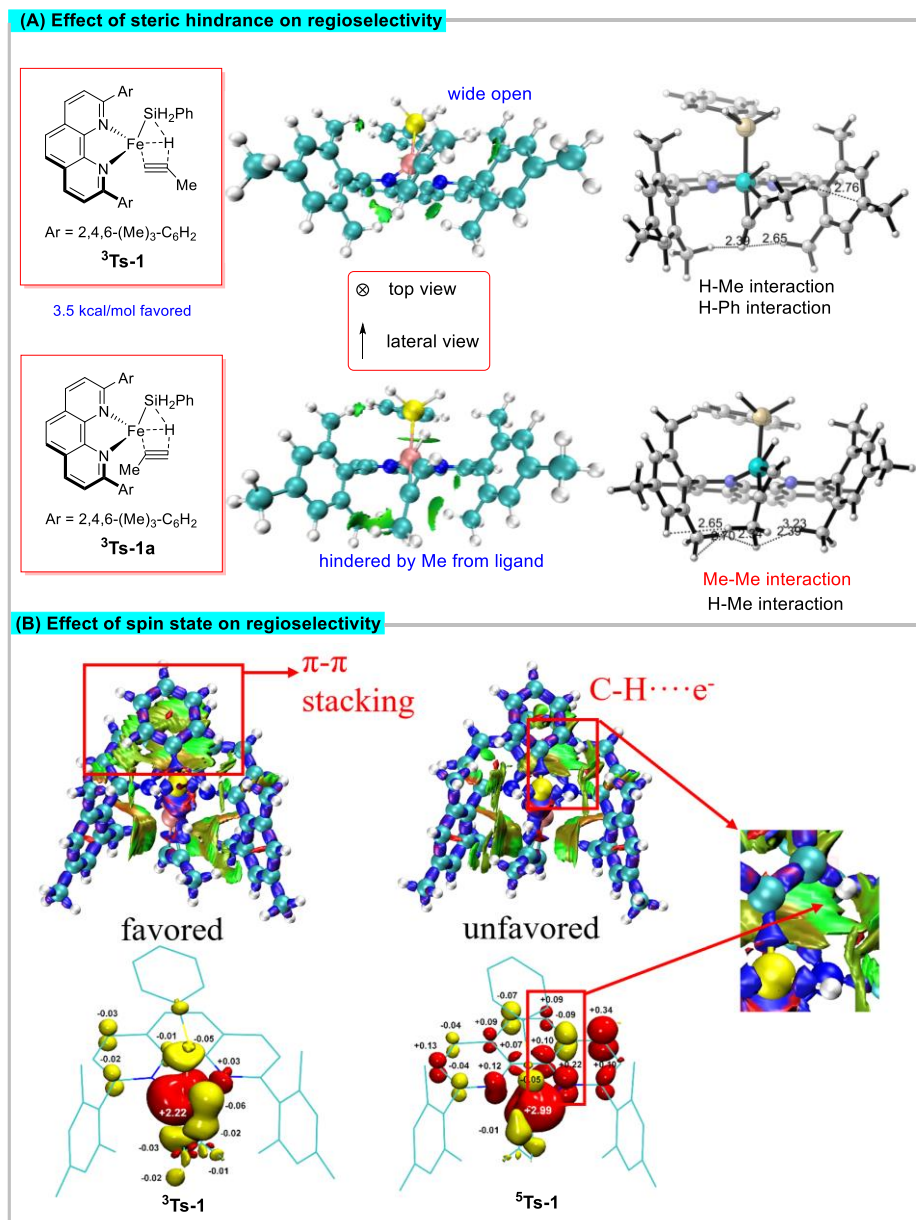 (A) Effect of steric hindrance on regioselectivity
Ar
SiH2Ph
N
Fe
H
N
Me
Ar
Ar = 2,4,6-(Me)3-C6H2
3Ts-1
3.5 kcal/mol favored
wide open
2.76
2.39
2.65
H-Me interaction
H-Ph interaction
⊗ top view
↑ lateral view
Ar
SiH2Ph
N
Fe
H
N
Me
Ar
Ar = 2,4,6-(Me)3-C6H2
3Ts-1a
hindered by Me from ligand
2.65
3.23
2.39
Me-Me interaction
H-Me interaction
(B) Effect of spin state on regioselectivity
π-π
stacking
C-H····e-
favored
unfavored
-0.03
-0.01
-0.05
-0.02
+0.03
+2.22
-0.06
-0.02
-0.03
-0.01
-0.02
3Ts-1
-0.07
+0.09
-0.09
+0.34
-0.04
+0.09
+0.13
+0.07
+0.10
-0.04
+0.12
+0.22
-0.05
+2.99
-0.01
5Ts-1